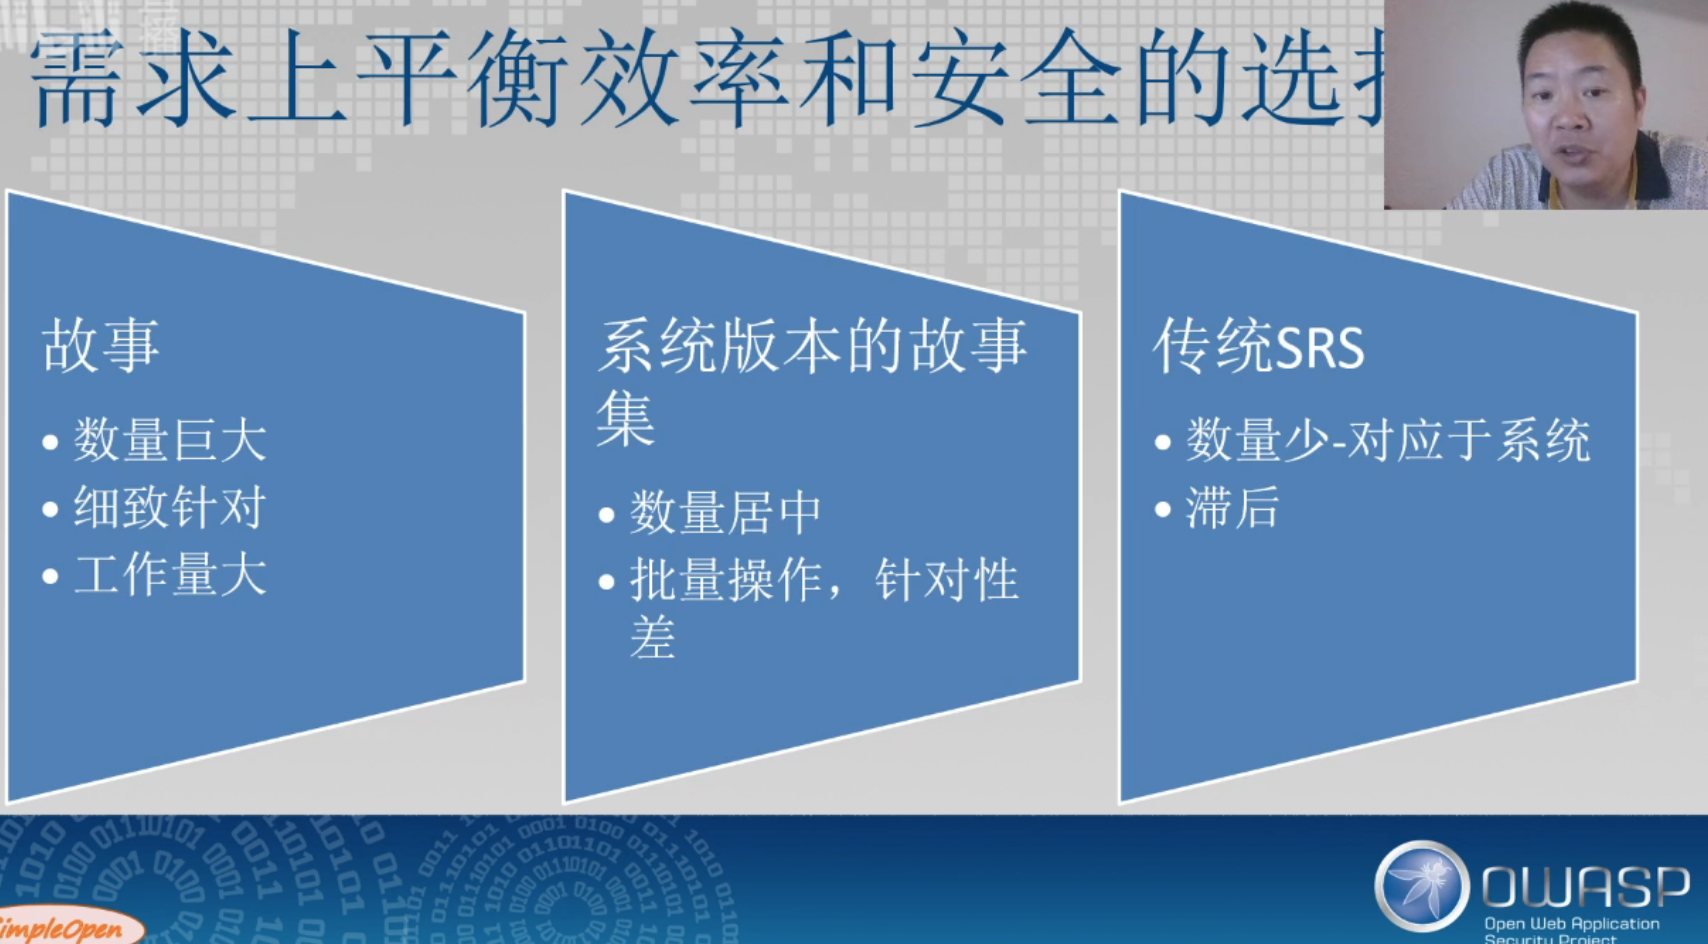 需求上平衡效率和安全的选
故事
• 数量巨大
• 细致针对
• 工作量大
系统版本的故事
集
• 数量居中
• 批量操作，针对性
差
传统SRS
• 数量少-对应于系统
• 滞后
SimpleOpen
OWASP
Open Web Application
Security Project